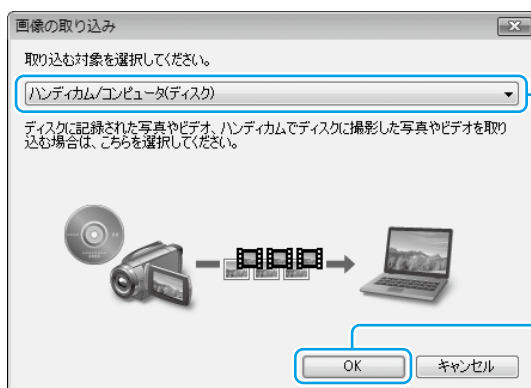 画像の取り込み
取り込む対象を選択してください。
ハンディカム/コンピュータ(ディスク)
ディスクに記録された写真やビデオ、ハンディカムでディスクに撮影した写真やビデオを取り
込む場合は、こちらを選択してください。
OK
キャンセル